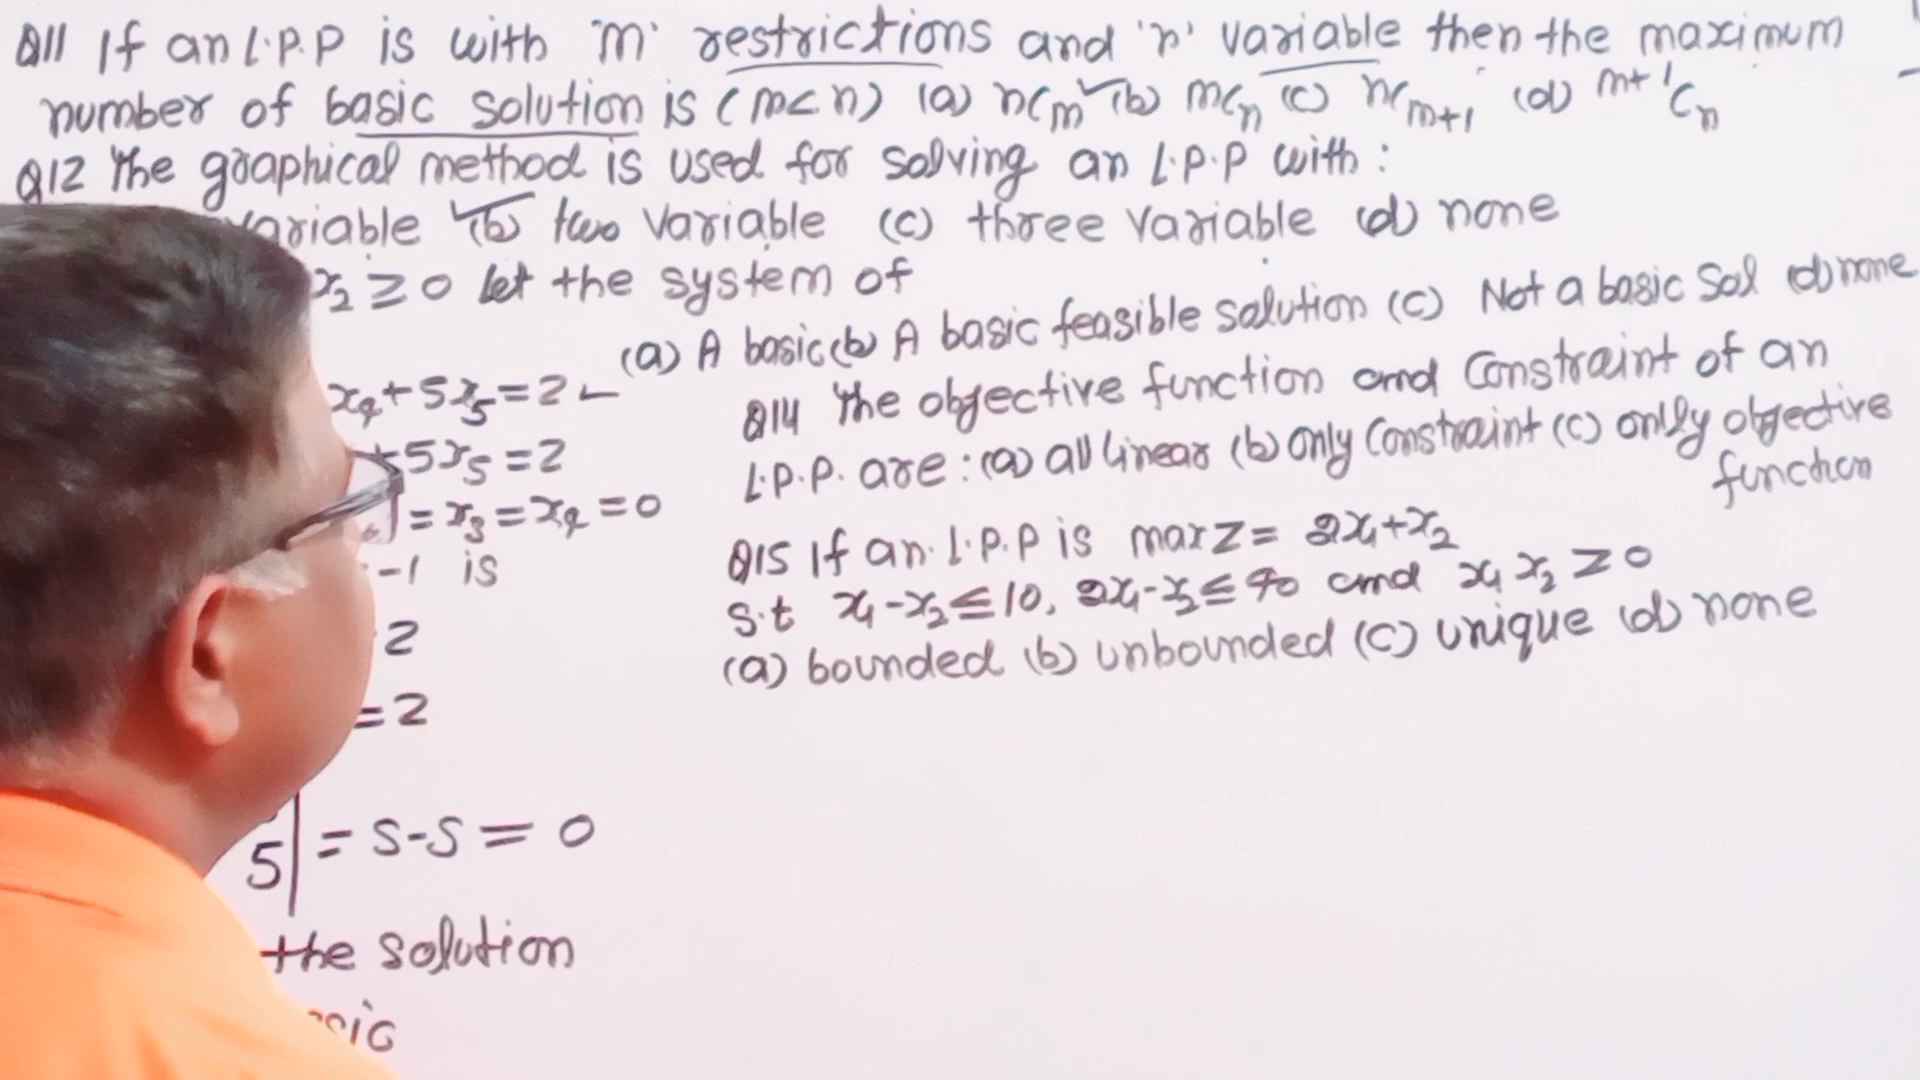 Q11 If an L.P.P is with 'm' restrictions and 'n' variable then the maximum
number of basic solution is (m<n) (a) nCm (b) mCn (c) nCm+1 (d) m+1Cn
Q12 The graphical method is used for solving an L.P.P with:
variable (b) two variable (c) three variable (d) none
x2 ≥ 0 let the system of
(a) A basic (b) A basic feasible solution (c) Not a basic sol (d) none
x4+5x5=2
+5x5=2
=x3=x4=0
-1 is
2
=2
5| = 5-5 = 0
the solution
Q14 The objective function and constraint of an
L.P.P. are: (a) all linear (b) only constraint (c) only objective
function
Q15 If an L.P.P is max Z = 2x1+x2
s.t x1-x2≤10, 2x1-x2≤40 and x1 x2 ≥ 0
(a) bounded (b) unbounded (c) unique (d) none